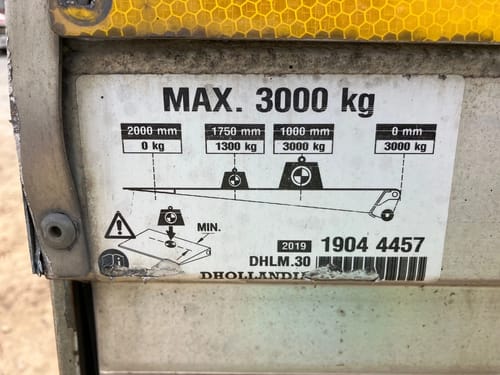 MAX. 3000 kg
2000 mm 1750 mm 1000 mm 0 mm
0 kg 1300 kg 3000 kg 3000 kg
MIN.
2019 1904 4457
DHLM.30